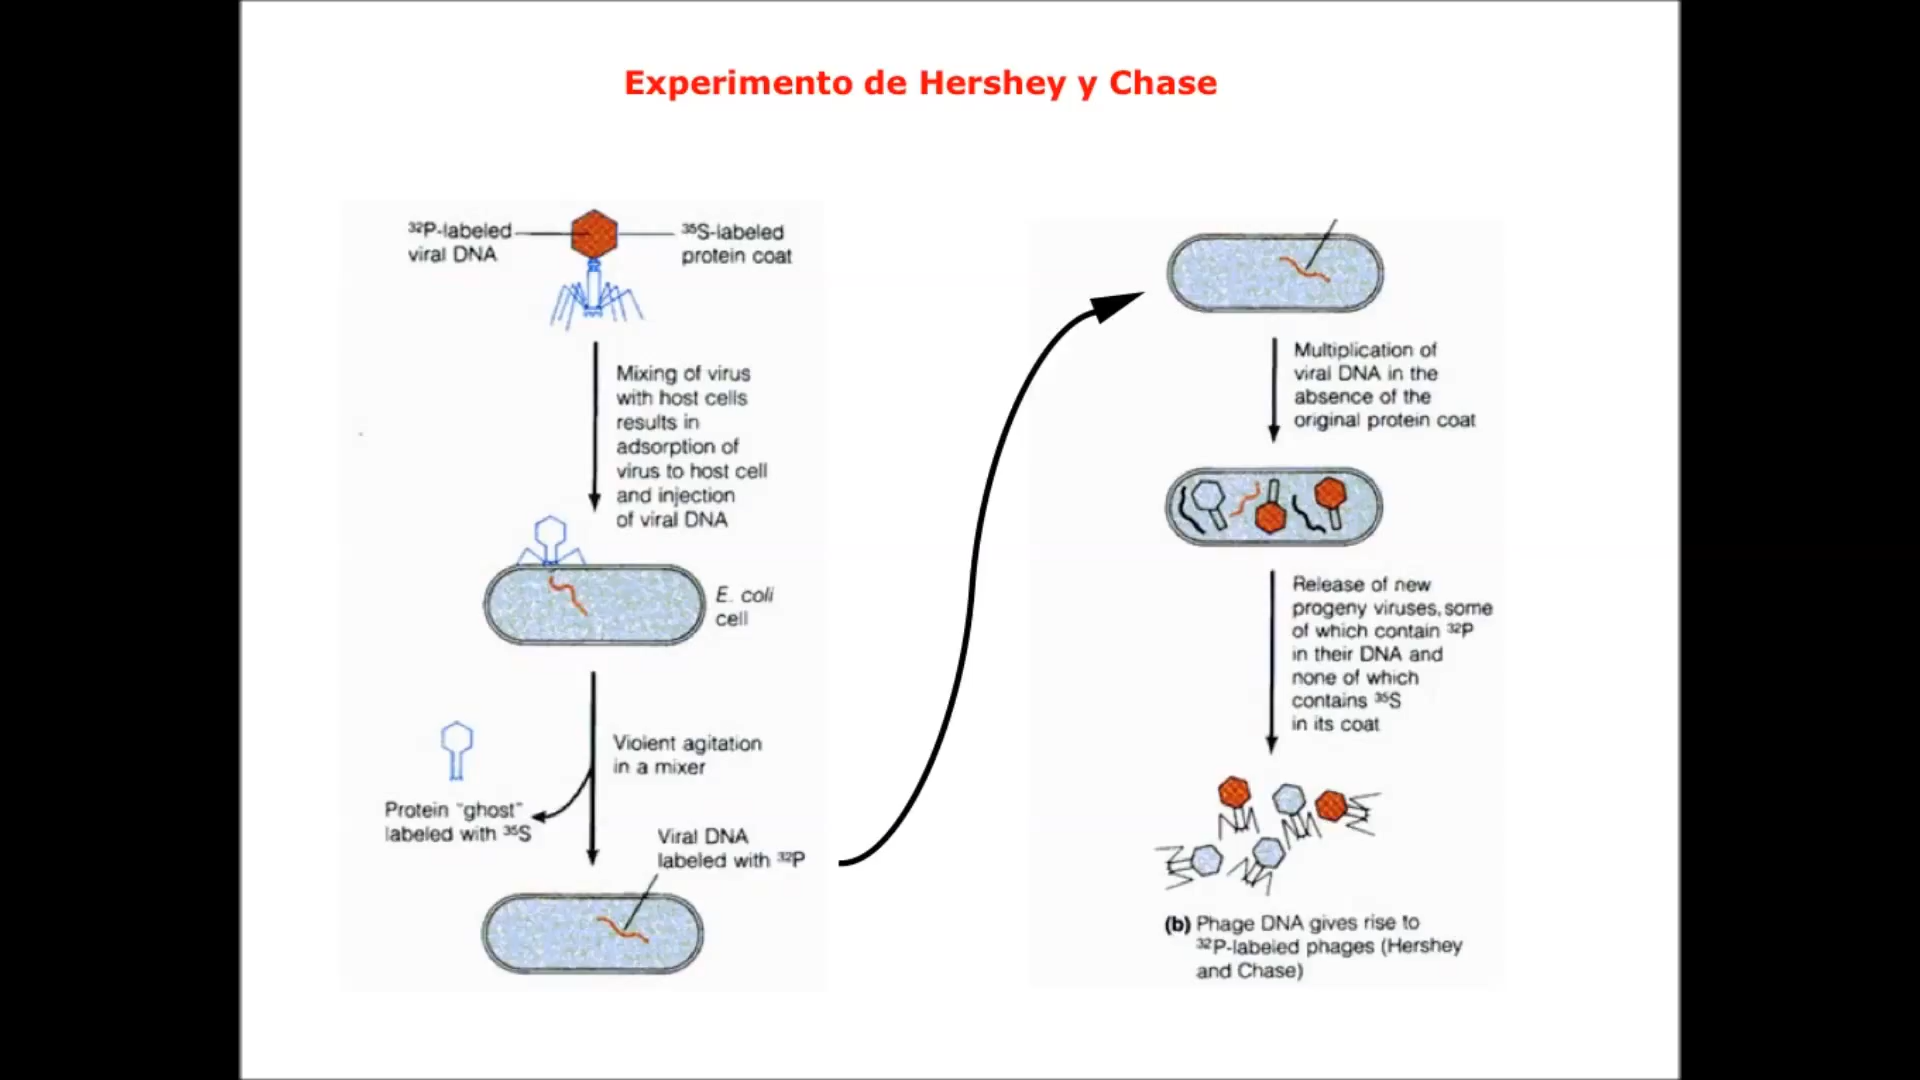 Experimento de Hershey y Chase
³²P-labeled
viral DNA
³⁵S-labeled
protein coat
Mixing of virus
with host cells
results in
adsorption of
virus to host cell
and injection
of viral DNA
E. coli
cell
Violent agitation
in a mixer
Protein "ghost"
labeled with ³⁵S
Viral DNA
labeled with ³²P
Multiplication of
viral DNA in the
absence of the
original protein coat
Release of new
progeny viruses, some
of which contain ³²P
in their DNA and
none of which
contains ³⁵S
in its coat
(b) Phage DNA gives rise to
³²P-labeled phages (Hershey
and Chase)